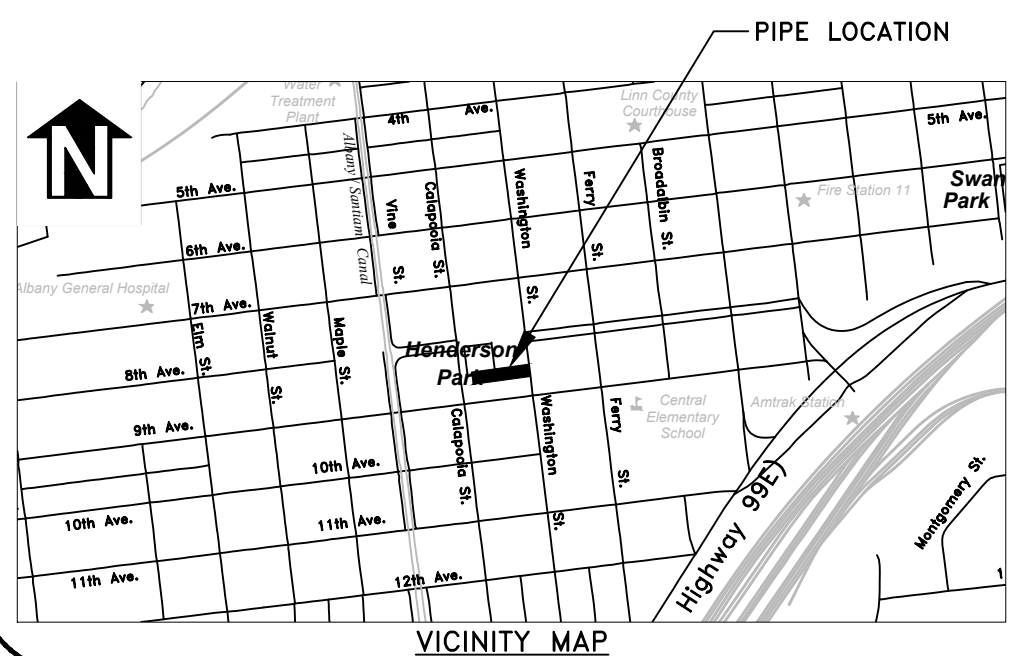 PIPE LOCATION
N
Water
Treatment
Plant
4th Ave.
Linn County
Courthouse
5th Ave.
Albany Santiam Canal
Swan
Park
Fire Station 11
5th Ave.
Vine St.
Calapooia St.
Washington St.
Ferry St.
Broadalbin St.
6th Ave.
Albany General Hospital
7th Ave.
Elm St.
Walnut St.
Maple St.
Henderson
Park
8th Ave.
Central
Elementary
School
Amtrak Station
9th Ave.
Calapooia St.
Washington St.
Ferry St.
10th Ave.
Highway 99E)
Montgomery St.
10th Ave.
11th Ave.
11th Ave.
12th Ave.
1
VICINITY MAP